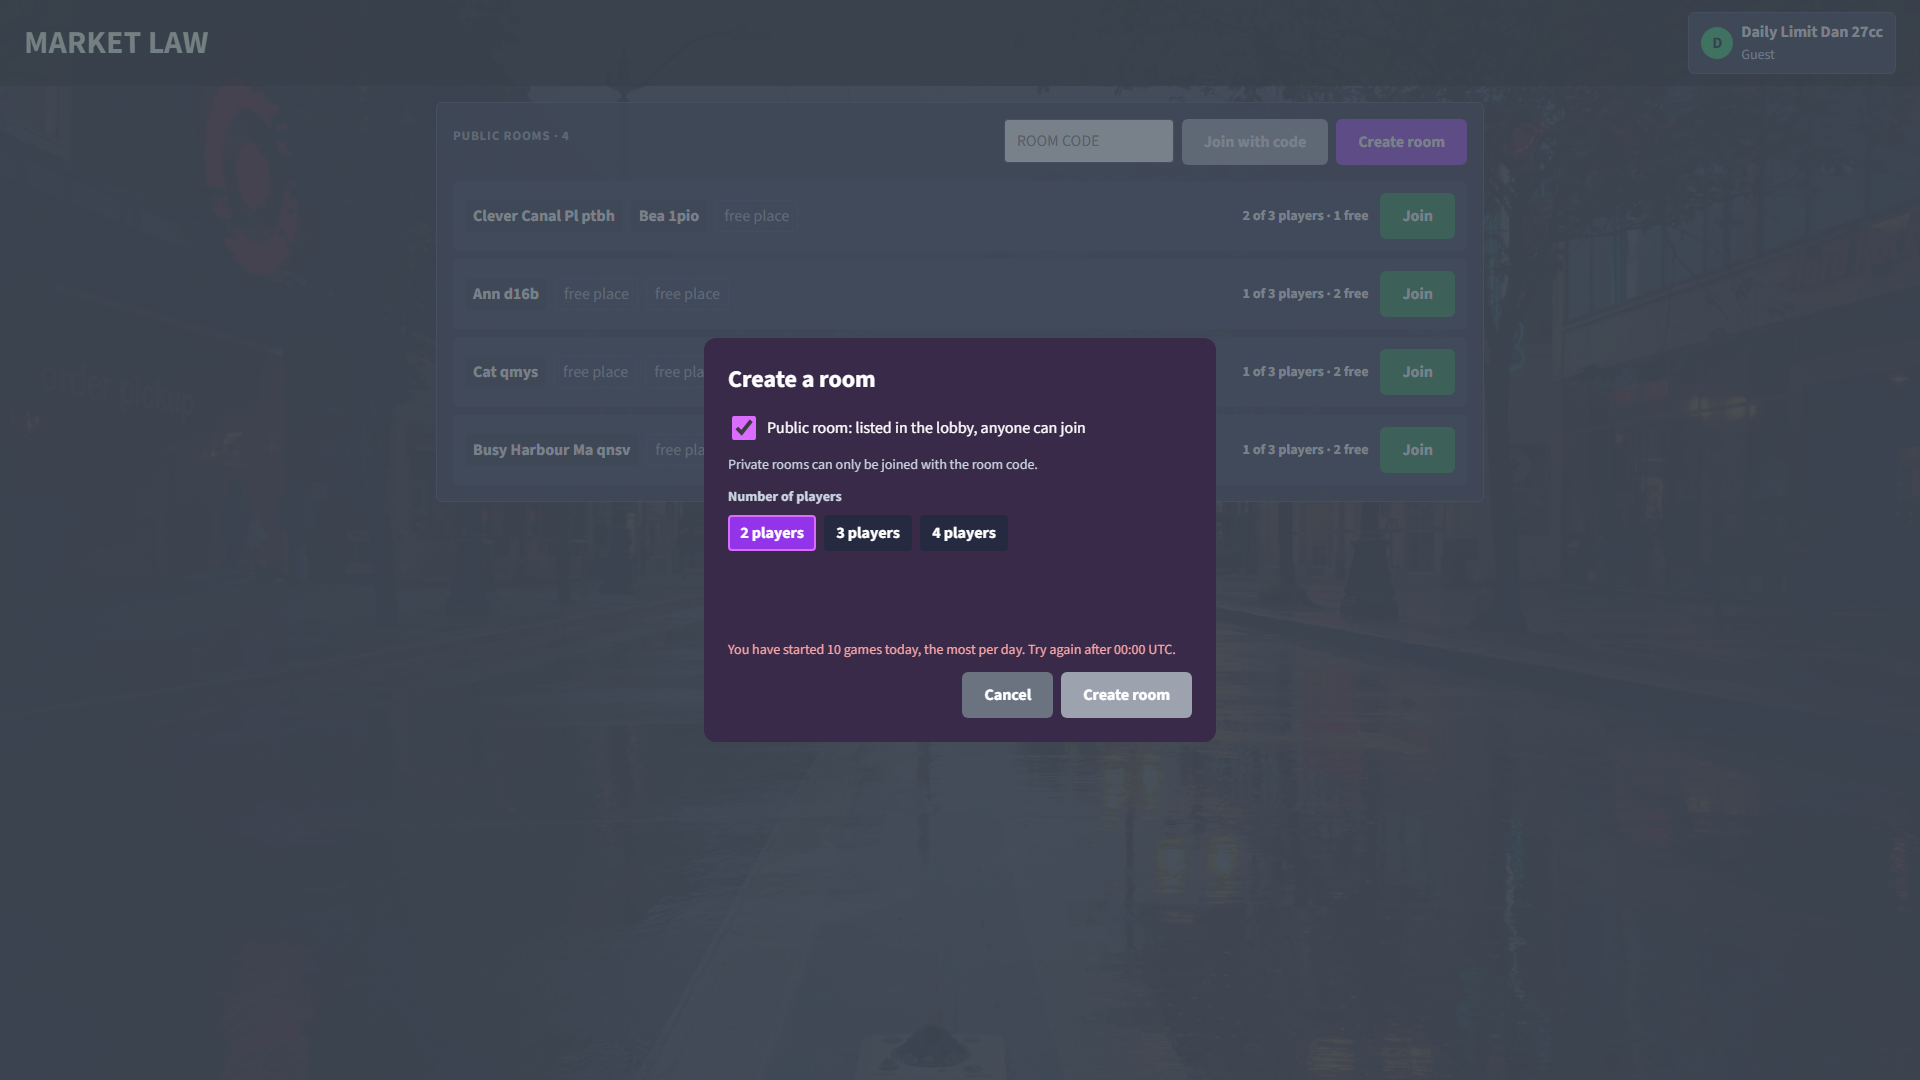 MARKET LAW
D
Daily Limit Dan 27cc
Guest
PUBLIC ROOMS · 4
ROOM CODE
Join with code
Create room
Clever Canal Pl ptbh Bea 1pio free place 2 of 3 players · 1 free Join
Ann d16b free place free place 1 of 3 players · 2 free Join
Cat qmys free place free pla 1 of 3 players · 2 free Join
Busy Harbour Ma qnsv free pla 1 of 3 players · 2 free Join
order pickup
Create a room
Public room: listed in the lobby, anyone can join
Private rooms can only be joined with the room code.
Number of players
2 players 3 players 4 players
You have started 10 games today, the most per day. Try again after 00:00 UTC.
Cancel Create room